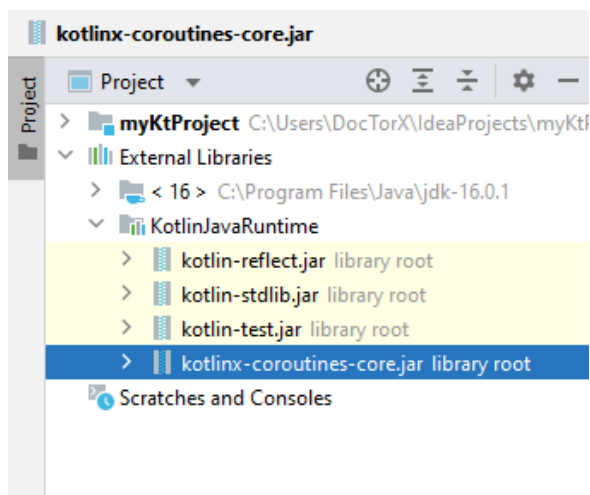 kotlinx-coroutines-core.jar
Project
Project
myKtProject C:\Users\DocTorX\IdeaProjects\myKtP
External Libraries
< 16 > C:\Program Files\Java\jdk-16.0.1
KotlinJavaRuntime
kotlin-reflect.jar library root
kotlin-stdlib.jar library root
kotlin-test.jar library root
kotlinx-coroutines-core.jar library root
Scratches and Consoles